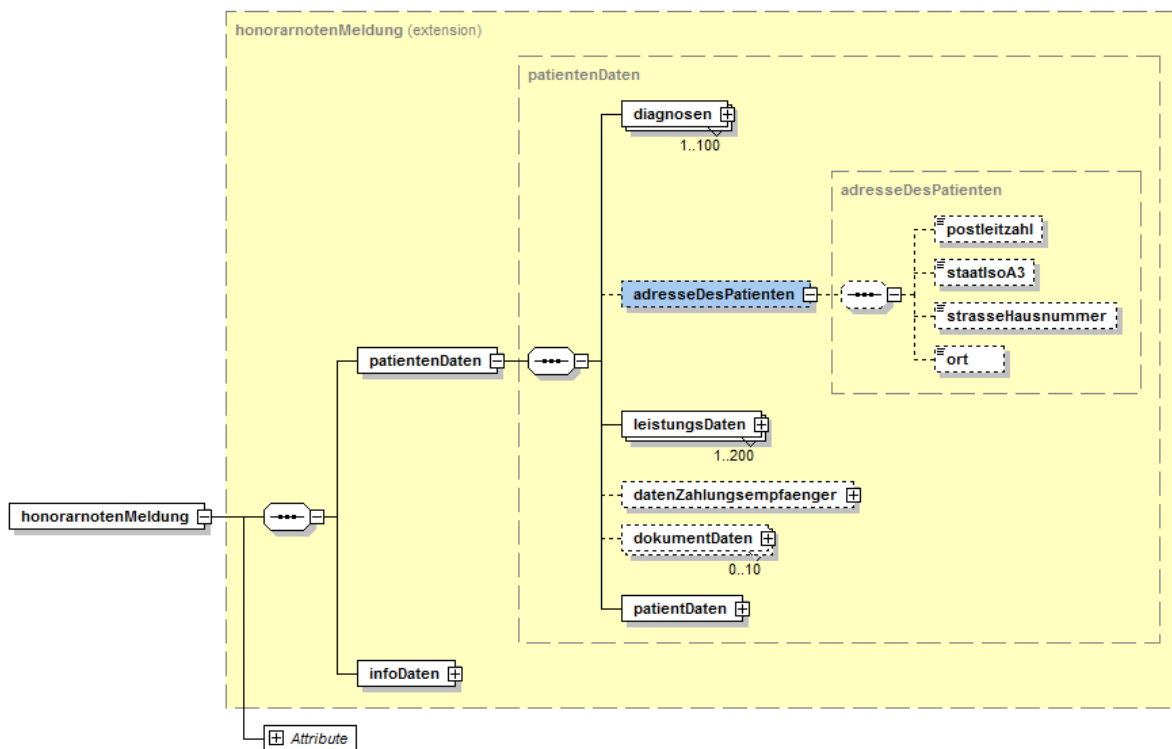 honorarnotenMeldung (extension)
patientenDaten
diagnosen
1..100
adresseDesPatienten
postleitzahl
staatIsoA3
adresseDesPatienten
strasseHausnummer
ort
patientenDaten
leistungsDaten
1..200
datenZahlungsempfaenger
honorarnotenMeldung
dokumentDaten
0..10
patientDaten
infoDaten
Attribute